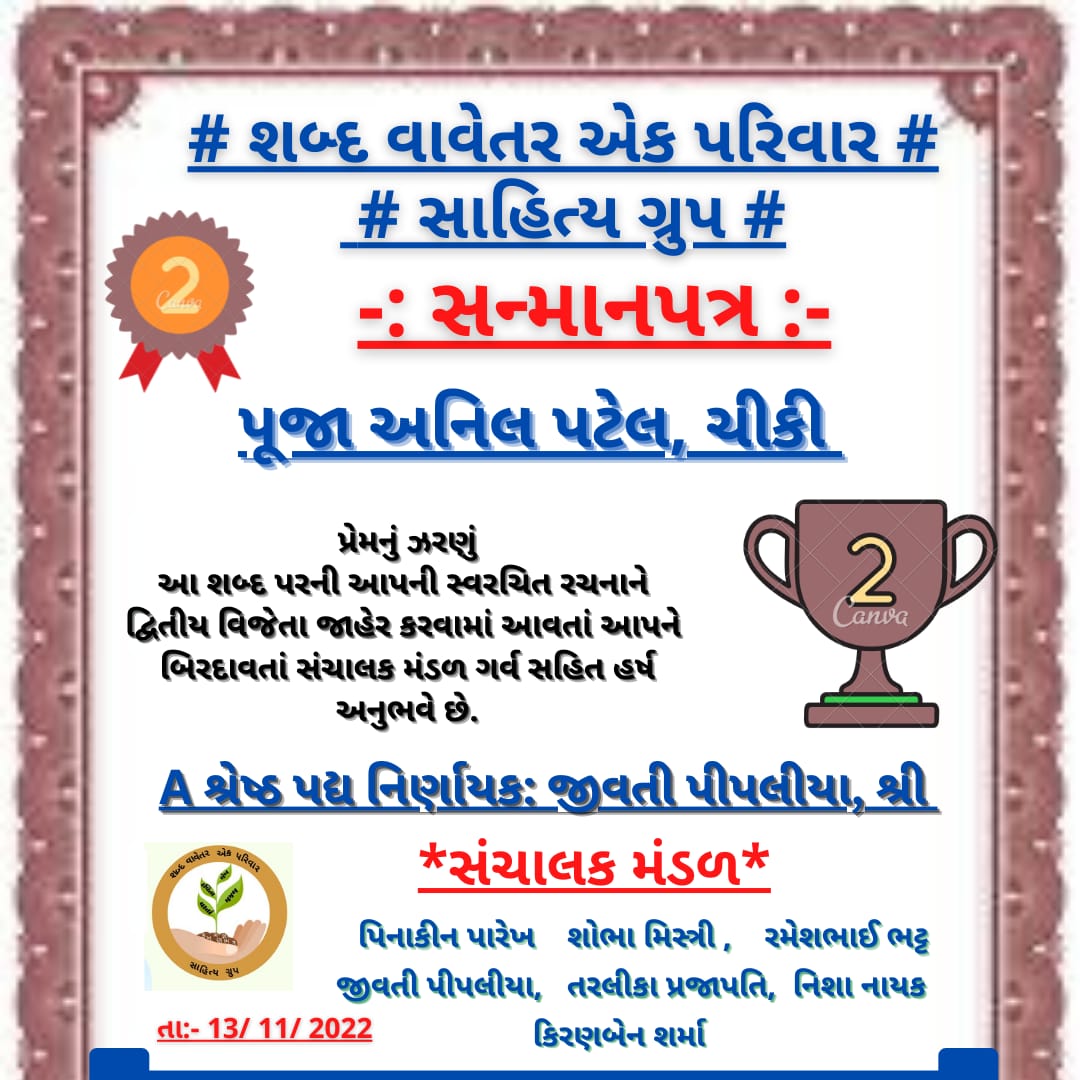 # શબ્દ વાવેતર એક પરિવાર #
# સાહિત્ય ગ્રુપ #
2
Canva
-: સન્માનપત્ર :-
પૂજા અનિલ પટેલ, ચીકી
પ્રેમનું ઝરણું
આ શબ્દ પરની આપની સ્વરચિત રચનાને
દ્વિતીય વિજેતા જાહેર કરવામાં આવતાં આપને
બિરદાવતાં સંચાલક મંડળ ગર્વ સહિત હર્ષ
અનુભવે છે.
2
Canva
A શ્રેષ્ઠ પદ્ય નિર્ણાયક: જીવતી પીપલીયા, શ્રી
*સંચાલક મંડળ*
શબ્દ વાવેતર એક પરિવાર
સાહિત્ય ગ્રુપ
પિનાકીન પારેખ શોભા મિસ્ત્રી , રમેશભાઈ ભટ્ટ
જીવતી પીપલીયા, તરલીકા પ્રજાપતિ, નિશા નાયક
કિરણબેન શર્મા
તા:- 13/ 11/ 2022